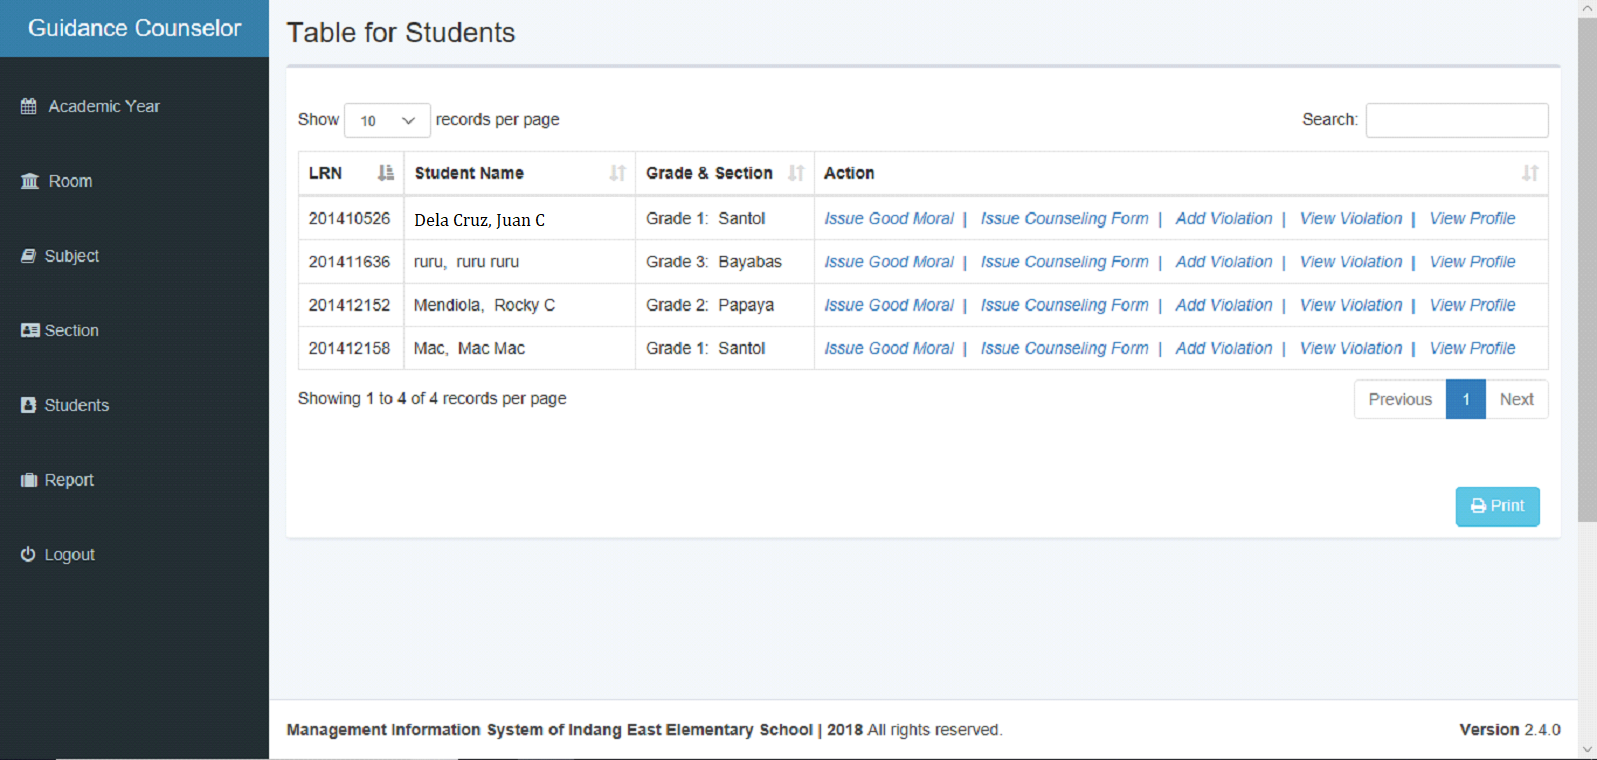 Guidance Counselor
Academic Year
Room
Subject
Section
Students
Report
Logout
Table for Students
Show 10 records per page
Search:
LRN Student Name Grade & Section Action
201410526 Dela Cruz, Juan C Grade 1: Santol Issue Good Moral | Issue Counseling Form | Add Violation | View Violation | View Profile
201411636 ruru, ruru ruru Grade 3: Bayabas Issue Good Moral | Issue Counseling Form | Add Violation | View Violation | View Profile
201412152 Mendiola, Rocky C Grade 2: Papaya Issue Good Moral | Issue Counseling Form | Add Violation | View Violation | View Profile
201412158 Mac, Mac Mac Grade 1: Santol Issue Good Moral | Issue Counseling Form | Add Violation | View Violation | View Profile
Showing 1 to 4 of 4 records per page
Previous 1 Next
Print
Management Information System of Indang East Elementary School | 2018 All rights reserved.
Version 2.4.0